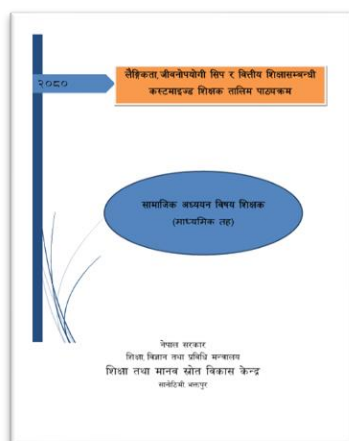 २०८०
लैङ्गिकता, जीवनोपयोगी सिप र वित्तीय शिक्षासम्बन्धी
कस्टमाइज्ड शिक्षक तालिम पाठ्यक्रम
सामाजिक अध्ययन विषय शिक्षक
(माध्यमिक तह)
नेपाल सरकार
शिक्षा, विज्ञान तथा प्रविधि मन्त्रालय
शिक्षा तथा मानव स्रोत विकास केन्द्र
सानोठिमी, भक्तपुर